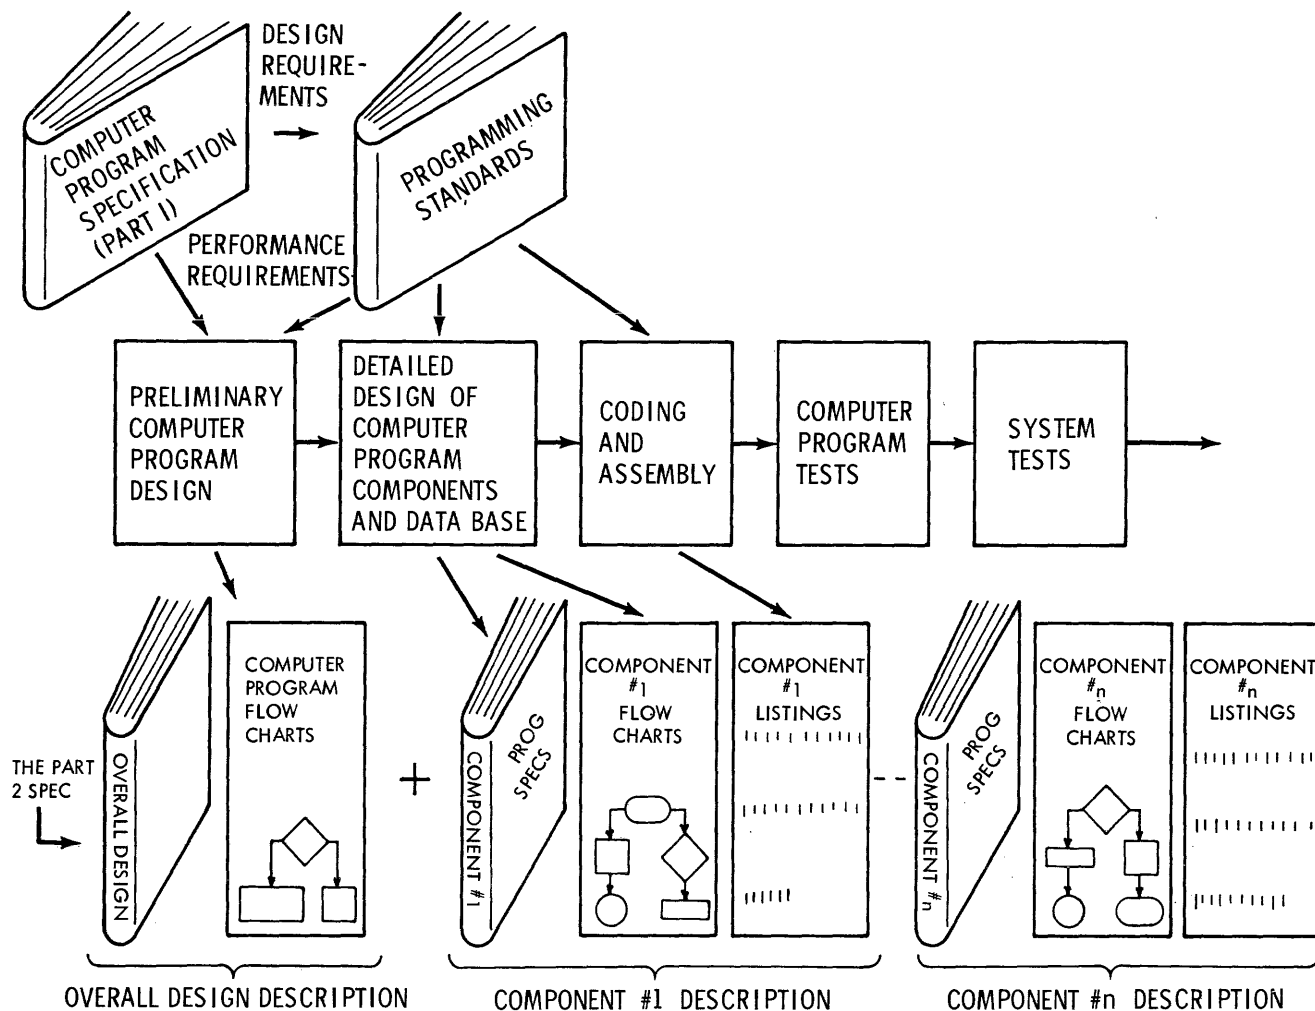 DESIGN
REQUIRE-
MENTS
COMPUTER
PROGRAM
SPECIFICATION
(PART I)
PROGRAMMING
STANDARDS
PERFORMANCE
REQUIREMENTS
PRELIMINARY
COMPUTER
PROGRAM
DESIGN
DETAILED
DESIGN OF
COMPUTER
PROGRAM
COMPONENTS
AND DATA BASE
CODING
AND
ASSEMBLY
COMPUTER
PROGRAM
TESTS
SYSTEM
TESTS
THE PART
2 SPEC
OVERALL DESIGN
COMPUTER
PROGRAM
FLOW
CHARTS
+
COMPONENT #1
PROG
SPECS
COMPONENT
#1
FLOW
CHARTS
COMPONENT
#1
LISTINGS
COMPONENT #n
PROG
SPECS
COMPONENT
#n
FLOW
CHARTS
COMPONENT
#n
LISTINGS
OVERALL DESIGN DESCRIPTION
COMPONENT #1 DESCRIPTION
COMPONENT #n DESCRIPTION